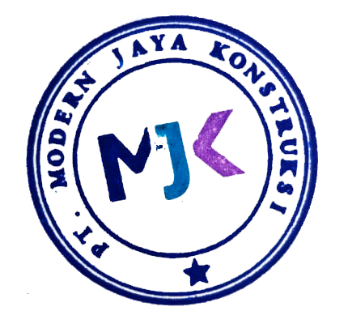 PT. MODERN JAYA KONSTRUKSI
MJK